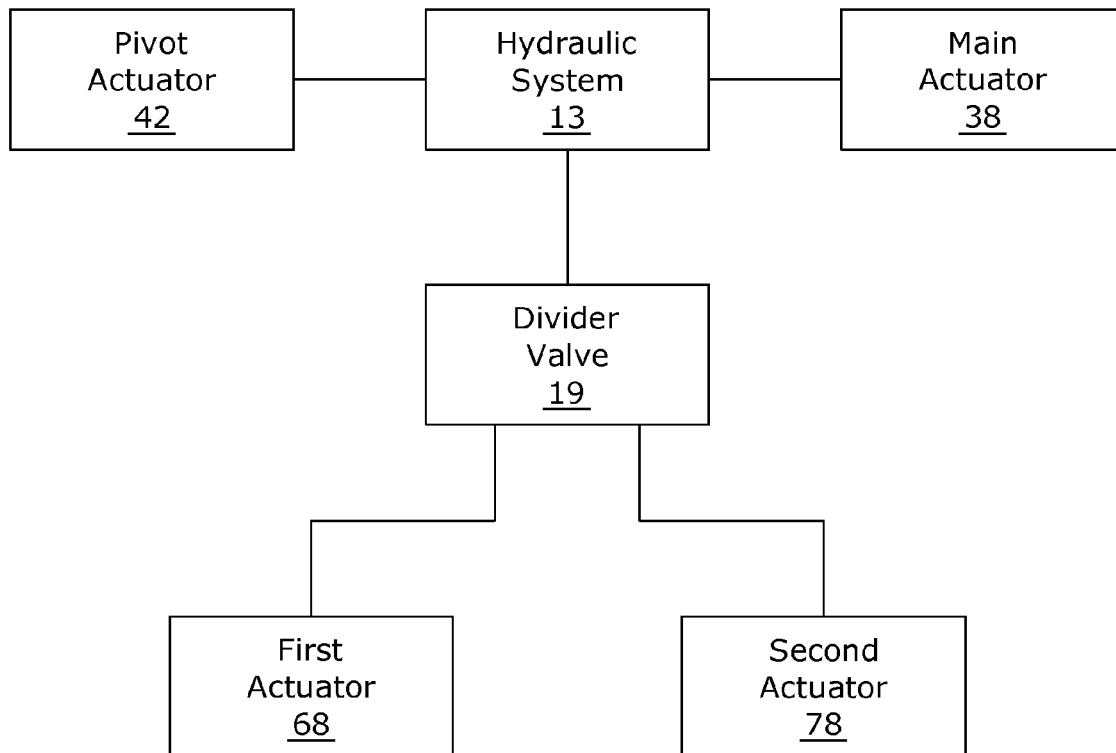 Pivot
Actuator
42
Hydraulic
System
13
Main
Actuator
38
Divider
Valve
19
First
Actuator
68
Second
Actuator
78